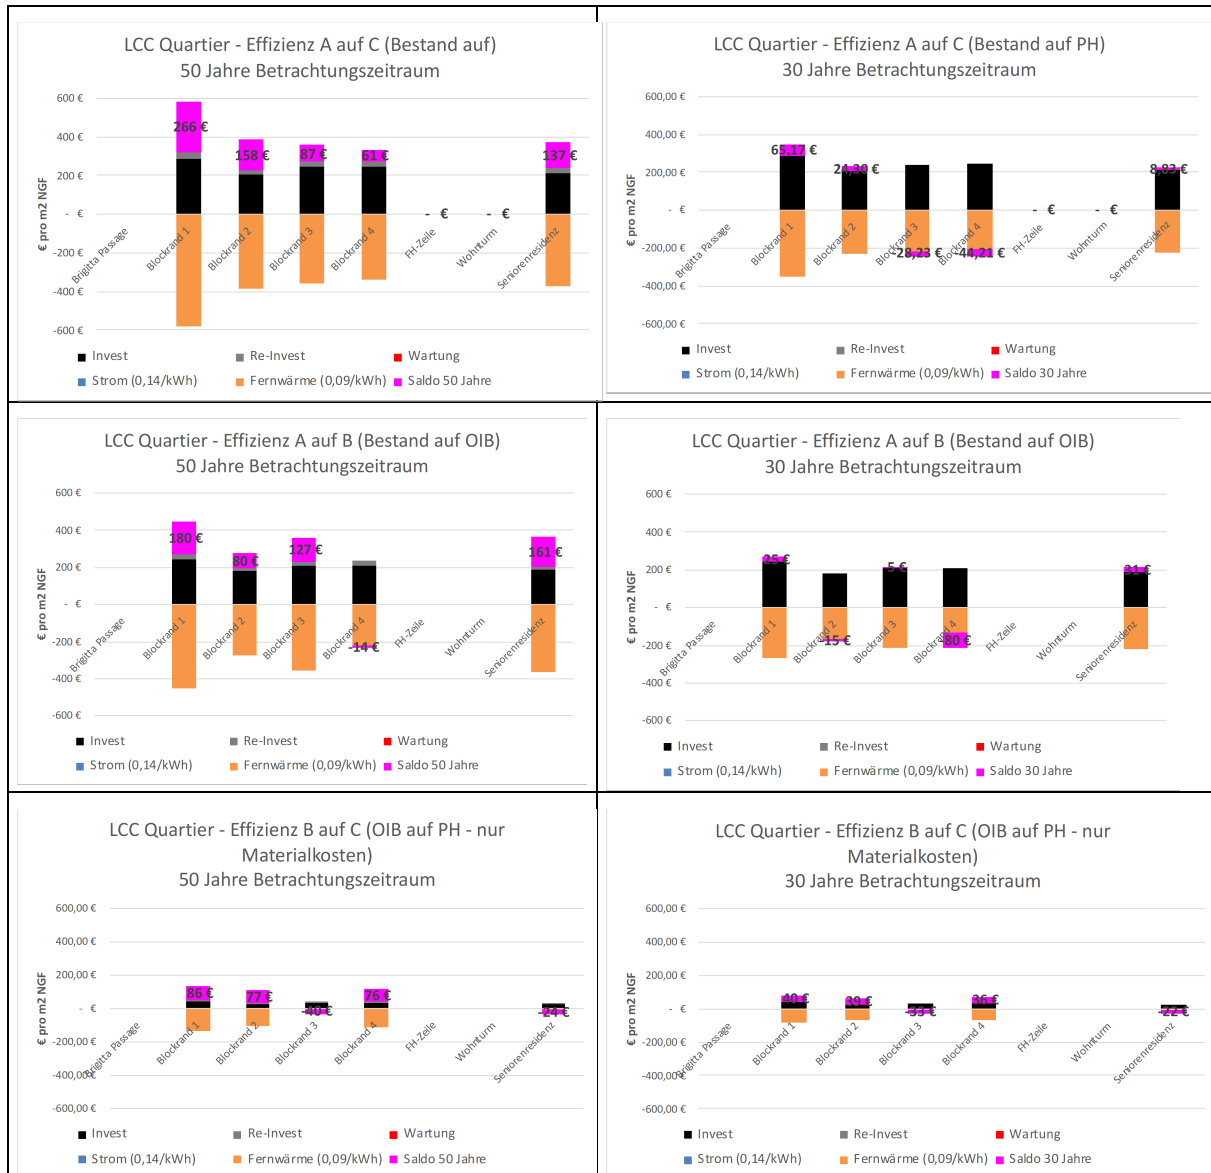 LCC Quartier - Effizienz A auf C (Bestand auf)
50 Jahre Betrachtungszeitraum
€ pro m2 NGF
600 €
400 €
200 €
- €
-200 €
-400 €
-600 €
266 €
158 €
87 €
61 €
- €
- €
137 €
Brigitta Passage
Blockrand 1
Blockrand 2
Blockrand 3
Blockrand 4
FH-Zeile
Wohnturm
Seniorenresidenz
Invest
Re-Invest
Wartung
Strom (0,14/kWh)
Fernwärme (0,09/kWh)
Saldo 50 Jahre
LCC Quartier - Effizienz A auf C (Bestand auf PH)
30 Jahre Betrachtungszeitraum
€ pro m2 NGF
600,00 €
400,00 €
200,00 €
- €
-200,00 €
-400,00 €
-600,00 €
65,17 €
24,30 €
-28,23 €
-44,21 €
- €
- €
8,83 €
Brigitta Passage
Blockrand 1
Blockrand 2
Blockrand 3
Blockrand 4
FH-Zeile
Wohnturm
Seniorenresidenz
Invest
Re-Invest
Wartung
Strom (0,14/kWh)
Fernwärme (0,09/kWh)
Saldo 30 Jahre
LCC Quartier - Effizienz A auf B (Bestand auf OIB)
50 Jahre Betrachtungszeitraum
€ pro m2 NGF
600 €
400 €
200 €
- €
-200 €
-400 €
-600 €
180 €
80 €
127 €
-14 €
161 €
Brigitta Passage
Blockrand 1
Blockrand 2
Blockrand 3
Blockrand 4
FH-Zeile
Wohnturm
Seniorenresidenz
Invest
Re-Invest
Wartung
Strom (0,14/kWh)
Fernwärme (0,09/kWh)
Saldo 50 Jahre
LCC Quartier - Effizienz A auf B (Bestand auf OIB)
30 Jahre Betrachtungszeitraum
€ pro m2 NGF
600 €
400 €
200 €
- €
-200 €
-400 €
-600 €
25 €
-15 €
5 €
-80 €
31 €
Brigitta Passage
Blockrand 1
Blockrand 2
Blockrand 3
Blockrand 4
FH-Zeile
Wohnturm
Seniorenresidenz
Invest
Re-Invest
Wartung
Strom (0,14/kWh)
Fernwärme (0,09/kWh)
Saldo 30 Jahre
LCC Quartier - Effizienz B auf C (OIB auf PH - nur
Materialkosten)
50 Jahre Betrachtungszeitraum
€ pro m2 NGF
600,00 €
400,00 €
200,00 €
- €
-200,00 €
-400,00 €
-600,00 €
86 €
77 €
-40 €
76 €
-24 €
Brigitta Passage
Blockrand 1
Blockrand 2
Blockrand 3
Blockrand 4
FH-Zeile
Wohnturm
Seniorenresidenz
Invest
Re-Invest
Wartung
Strom (0,14/kWh)
Fernwärme (0,09/kWh)
Saldo 50 Jahre
LCC Quartier - Effizienz B auf C (OIB auf PH - nur
Materialkosten)
30 Jahre Betrachtungszeitraum
€ pro m2 NGF
600,00 €
400,00 €
200,00 €
- €
-200,00 €
-400,00 €
-600,00 €
40 €
39 €
36 €
-22 €
Brigitta Passage
Blockrand 1
Blockrand 2
Blockrand 3
Blockrand 4
FH-Zeile
Wohnturm
Seniorenresidenz
Invest
Re-Invest
Wartung
Strom (0,14/kWh)
Fernwärme (0,09/kWh)
Saldo 30 Jahre